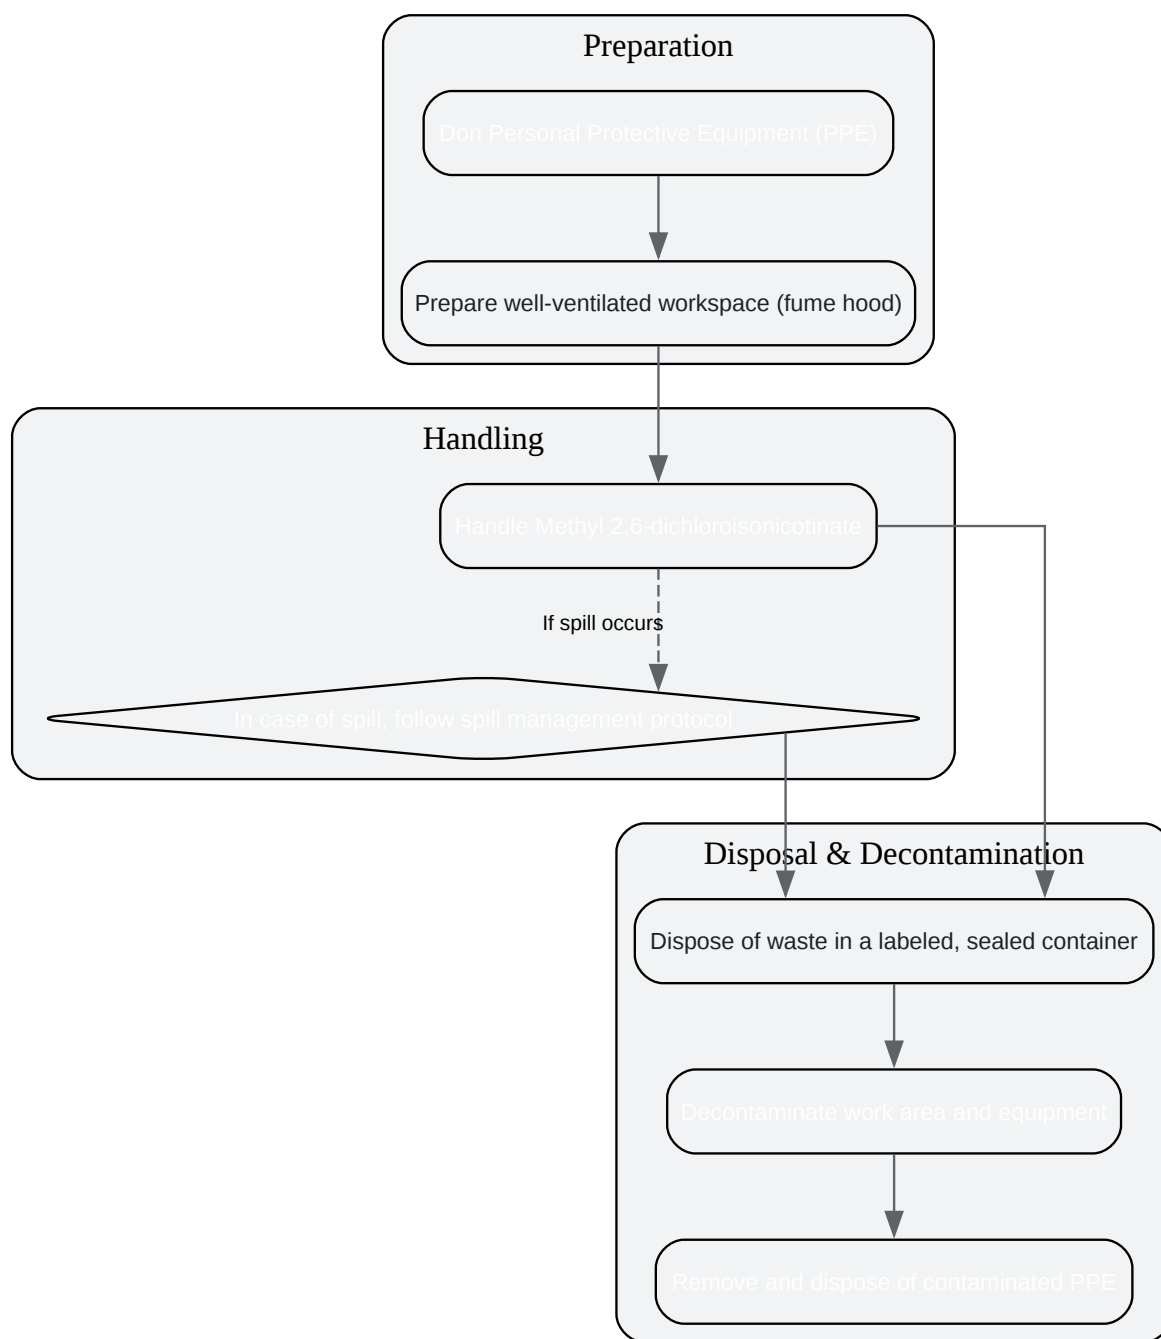 Preparation
Don Personal Protective Equipment (PPE)
Prepare well-ventilated workspace (fume hood)
Handling
Handle Methyl 2,6-dichloroisonicotinate
If spill occurs
In case of spill, follow spill management protocol
Disposal & Decontamination
Dispose of waste in a labeled, sealed container
Decontaminate work area and equipment
Remove and dispose of contaminated PPE